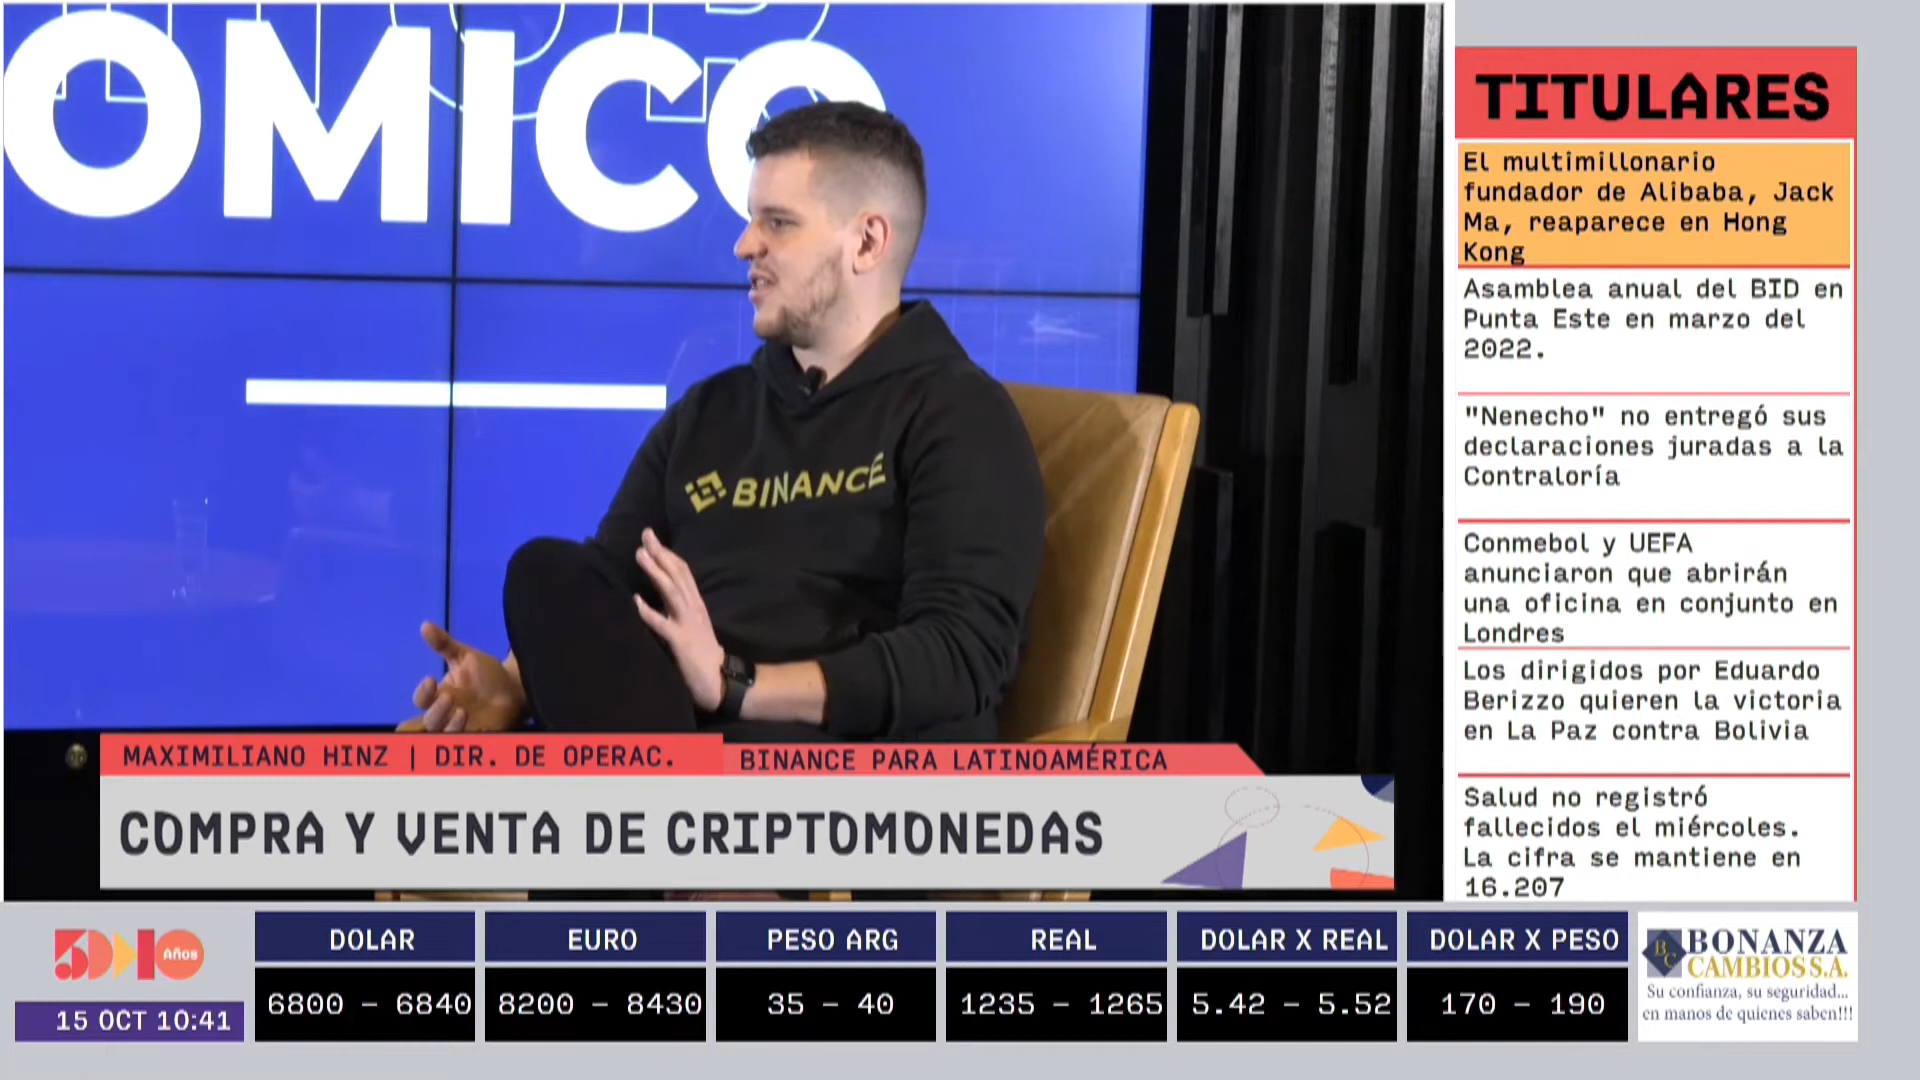 OMICO
BINANCE
MAXIMILIANO HINZ | DIR. DE OPERAC.
BINANCE PARA LATINOAMÉRICA
COMPRA Y VENTA DE CRIPTOMONEDAS
TITULARES
El multimillonario
fundador de Alibaba, Jack
Ma, reaparece en Hong
Kong
Asamblea anual del BID en
Punta Este en marzo del
2022.
"Nenecho" no entregó sus
declaraciones juradas a la
Contraloría
Conmebol y UEFA
anunciaron que abrirán
una oficina en conjunto en
Londres
Los dirigidos por Eduardo
Berizzo quieren la victoria
en La Paz contra Bolivia
Salud no registró
fallecidos el miércoles.
La cifra se mantiene en
16.207
Años
15 OCT 10:41
DOLAR
6800 - 6840
EURO
8200 - 8430
PESO ARG
35 - 40
REAL
1235 - 1265
DOLAR X REAL
5.42 - 5.52
DOLAR X PESO
170 - 190
BC
BONANZA
CAMBIOS S.A.
Su confianza, su seguridad...
en manos de quienes saben!!!